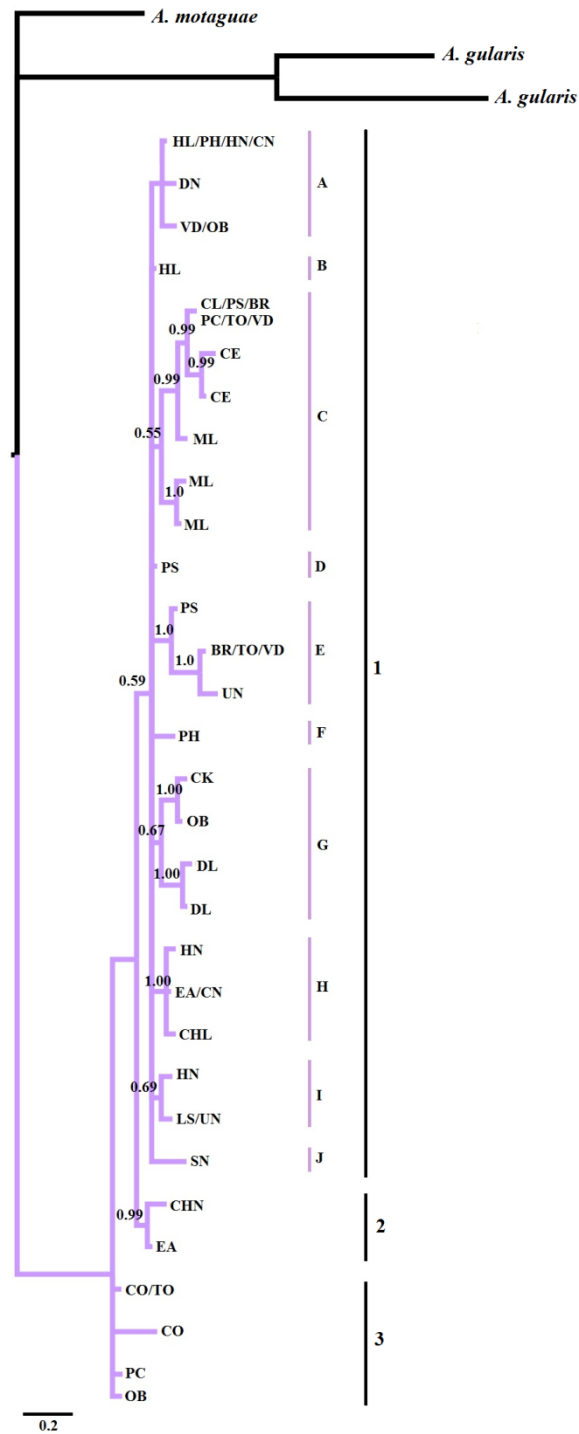 A. motaguae
A. gularis
A. gularis
HL/PH/HN/CN
DN
A
VD/OB
HL
B
CL/PS/BR
PC/TO/VD
0.99
CE
0.99
0.99
CE
C
0.55
ML
ML
1.0
ML
PS
D
PS
1.0
BR/TO/VD
E
1.0
1
0.59
UN
PH
F
CK
1.00
OB
0.67
G
DL
1.00
DL
HN
1.00
EA/CN
H
CHL
HN
0.69
I
LS/UN
SN
J
CHN
0.99
2
EA
CO/TO
CO
3
PC
OB
0.2